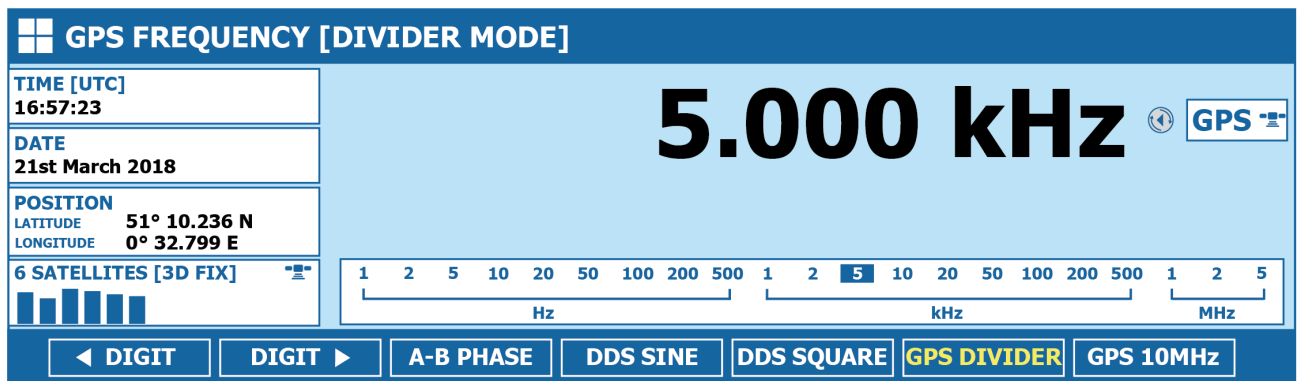 GPS FREQUENCY [DIVIDER MODE]
TIME [UTC]
16:57:23
DATE
21st March 2018
POSITION
LATITUDE 51° 10.236 N
LONGITUDE 0° 32.799 E
6 SATELLITES [3D FIX]
5.000 kHz GPS
1 2 5 10 20 50 100 200 500 1 2 5 10 20 50 100 200 500 1 2 5
Hz kHz MHz
◀ DIGIT DIGIT ▶ A-B PHASE DDS SINE DDS SQUARE GPS DIVIDER GPS 10MHz